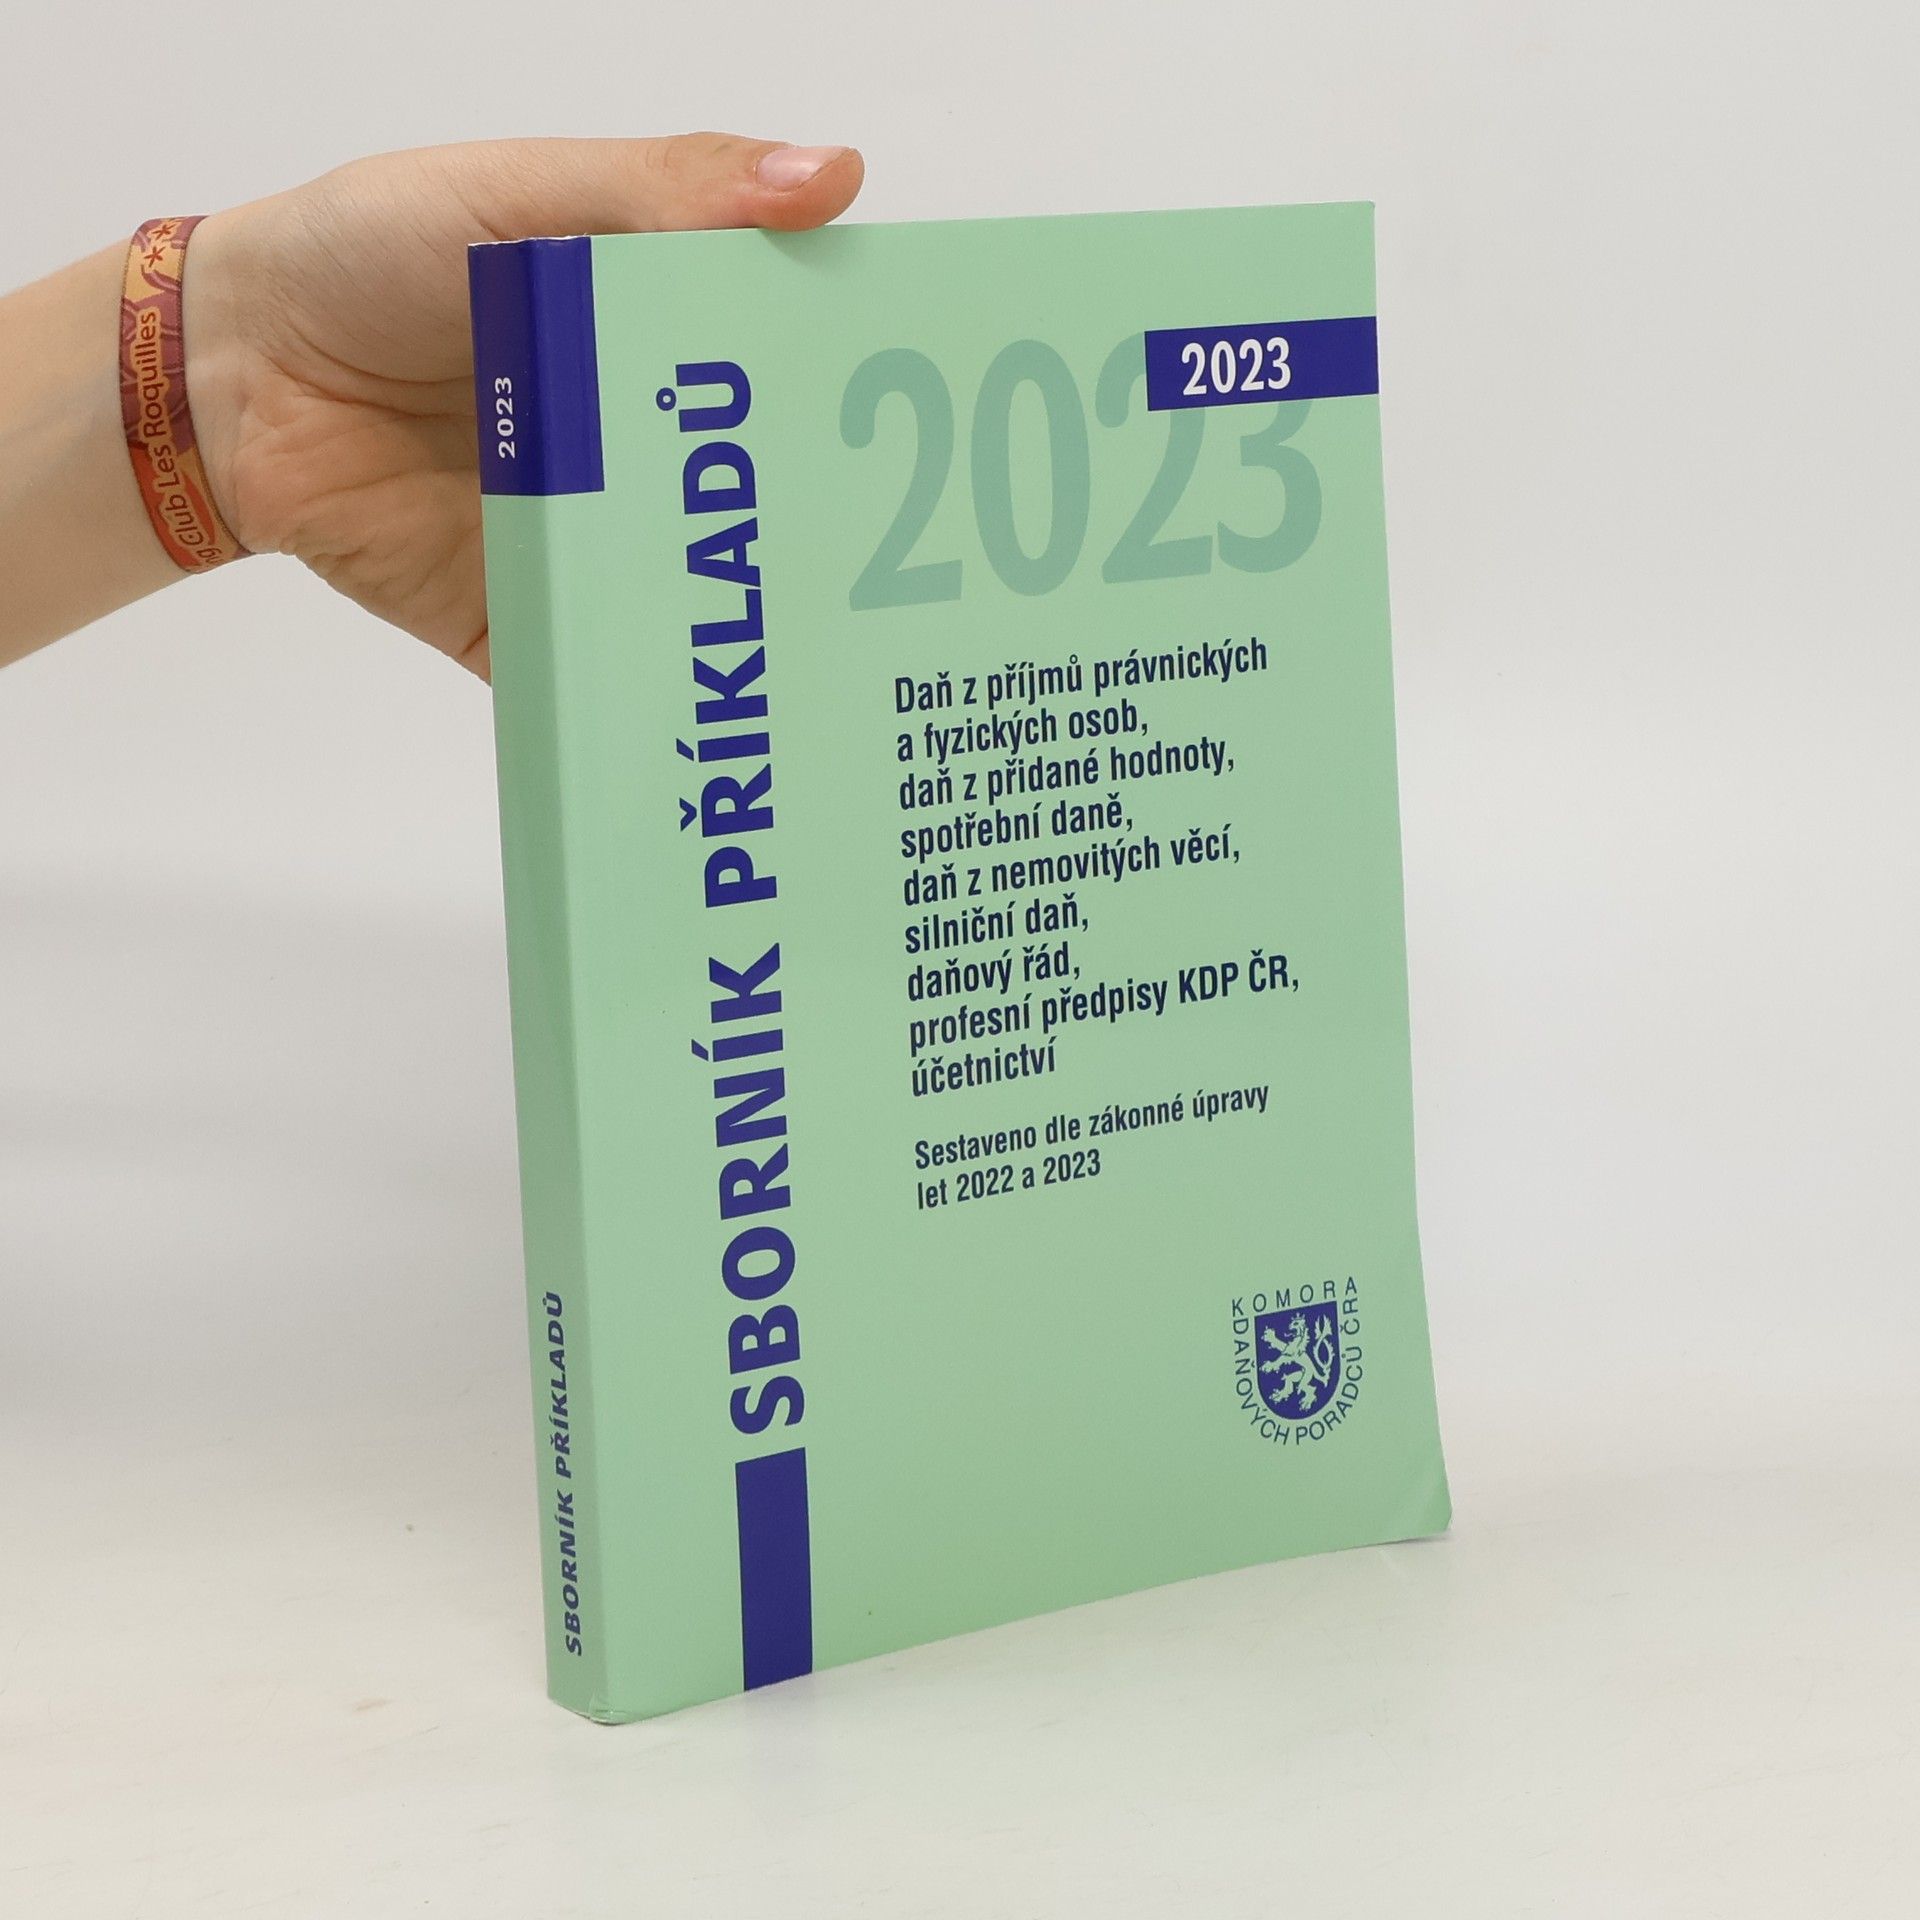 2023
SBORNÍK PŘÍKLADŮ
SBORNÍK PŘÍKLADŮ
2023
2023
Daň z příjmů právnických
a fyzických osob,
daň z přidané hodnoty,
spotřební daně,
daň z nemovitých věcí,
silniční daň,
daňový řád,
profesní předpisy KDP ČR,
účetnictví
Sestaveno dle zákonné úpravy
let 2022 a 2023
KOMORA
DAŇOVÝCH PORADCŮ ČR
ng Club Les Roquilles **